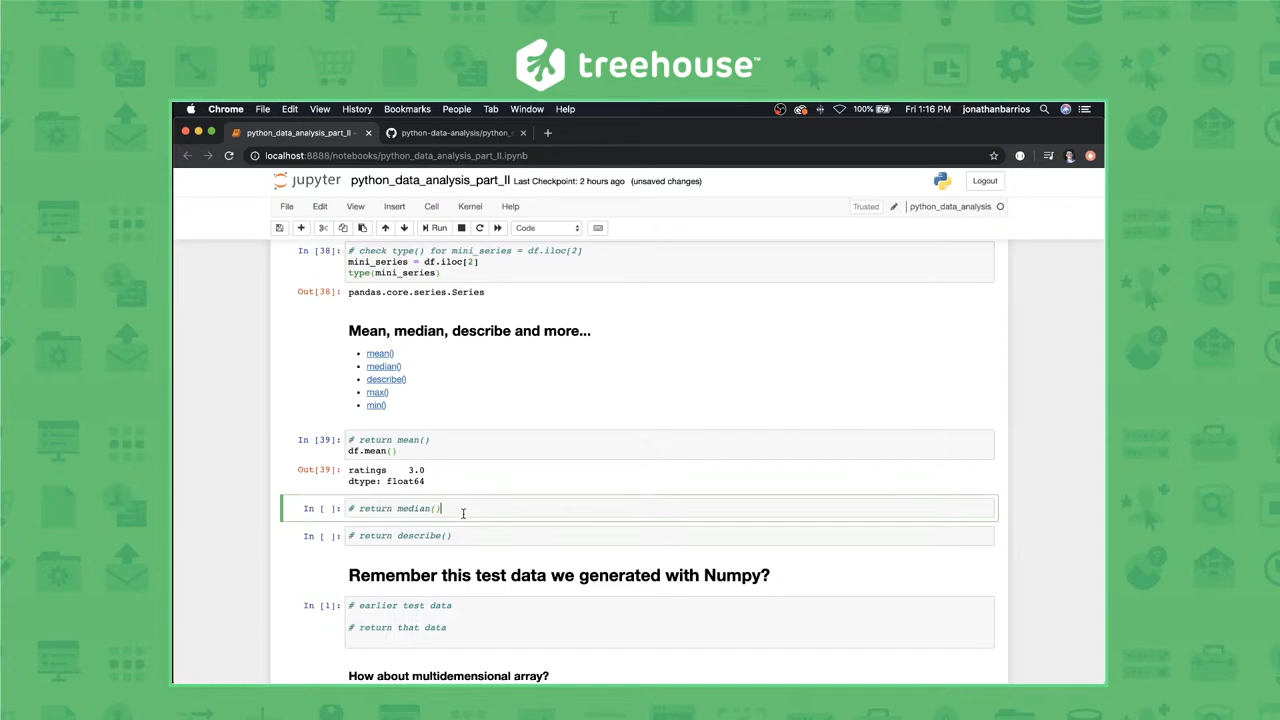 treehouse™
Chrome File Edit View History Bookmarks People Tab Window Help 100% Fri 1:16 PM jonathanbarrios
python_data_analysis_part_II - python-data-analysis/python_
localhost:8888/notebooks/python_data_analysis_part_II.ipynb
jupyter python_data_analysis_part_II Last Checkpoint: 2 hours ago (unsaved changes) Logout
File Edit View Insert Cell Kernel Help Trusted python_data_analysis
Run Code
In [38]: # check type() for mini_series = df.iloc[2]
mini_series = df.iloc[2]
type(mini_series)
Out[38]: pandas.core.series.Series
Mean, median, describe and more...
• mean()
• median()
• describe()
• max()
• min()
In [39]: # return mean()
df.mean()
Out[39]: ratings 3.0
dtype: float64
In [ ]: # return median()
In [ ]: # return describe()
Remember this test data we generated with Numpy?
In [1]: # earlier test data
# return that data
How about multidemensional array?